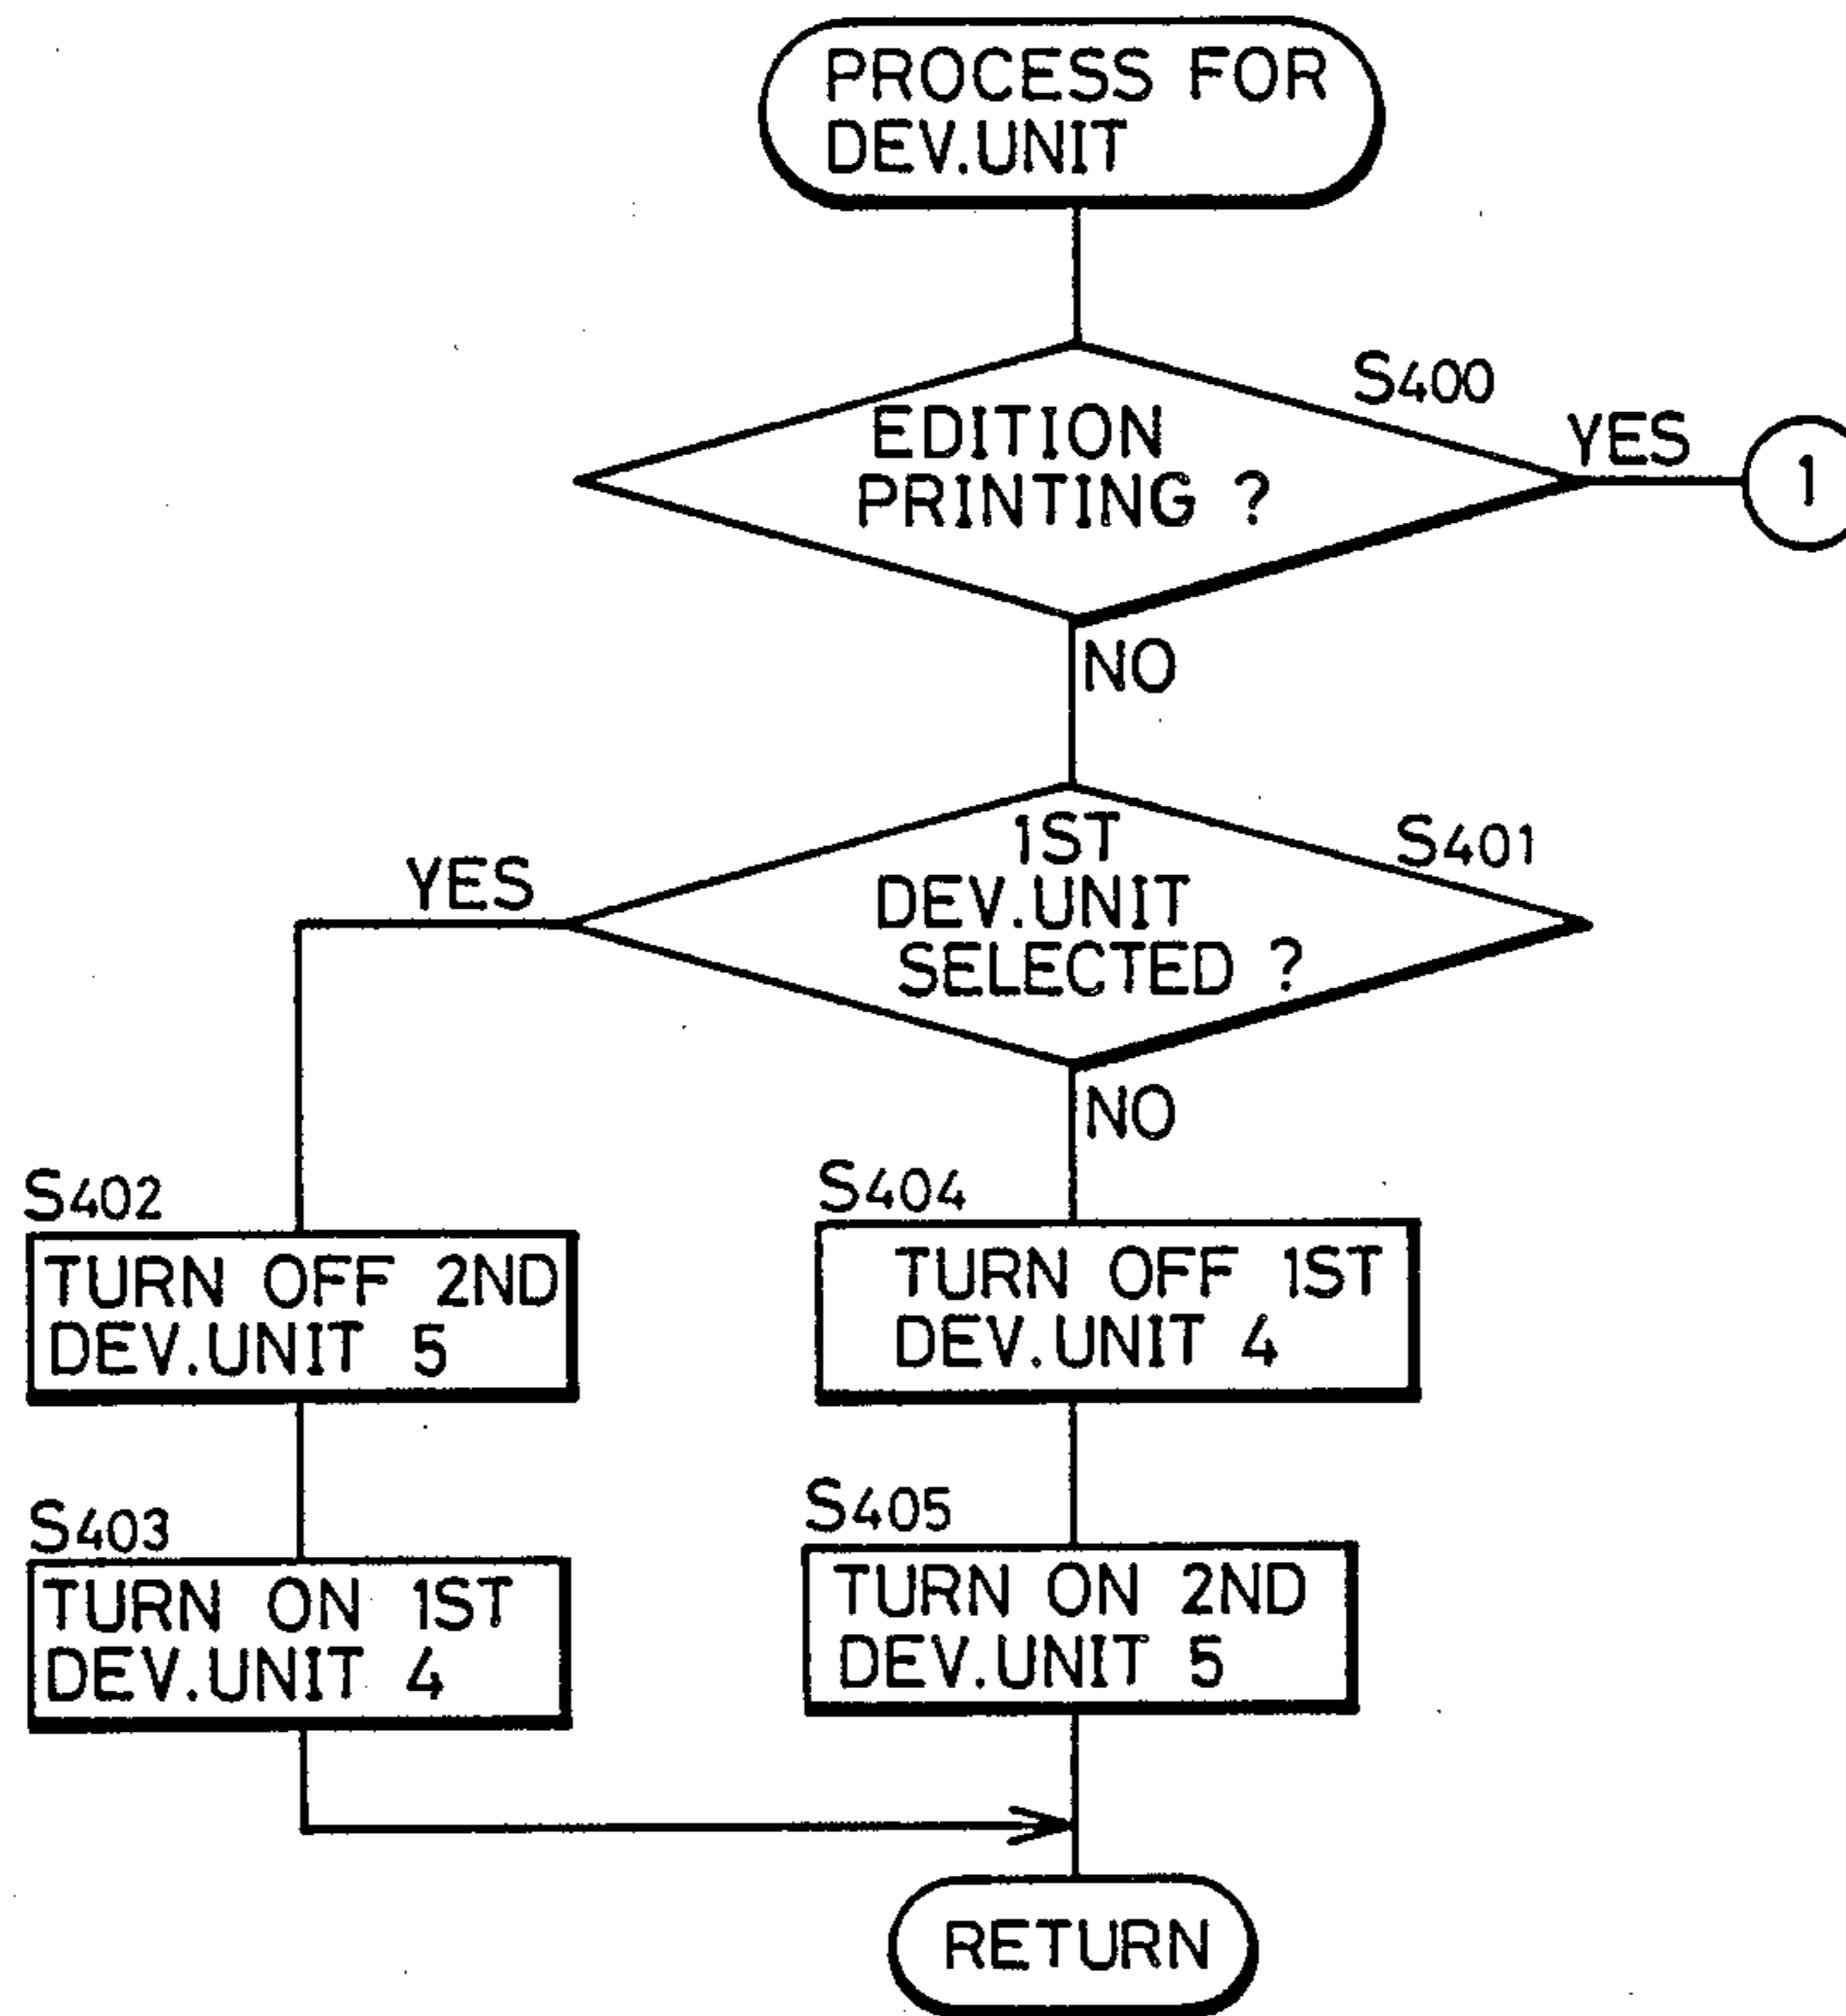 PROCESS FOR
DEV.UNIT
S400
EDITION
PRINTING ?
YES
1
NO
S401
1ST
DEV.UNIT
SELECTED ?
YES
NO
S402
TURN OFF 2ND
DEV.UNIT 5
S404
TURN OFF 1ST
DEV.UNIT 4
S403
TURN ON 1ST
DEV.UNIT 4
S405
TURN ON 2ND
DEV.UNIT 5
RETURN